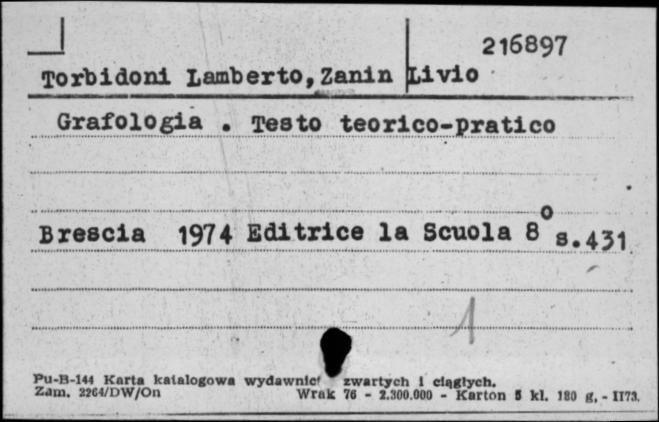 216897
Torbidoni Lamberto, Zanin Livio
Grafologia . Testo teorico-pratico
Brescia 1974 Editrice la Scuola 8° s.431
1
Pu-B-144 Karta katalogowa wydawnic zwartych i ciągłych.
Zam. 2264/DW/On Wrak 76 - 2.300.000 - Karton 5 kl. 180 g. - II73.